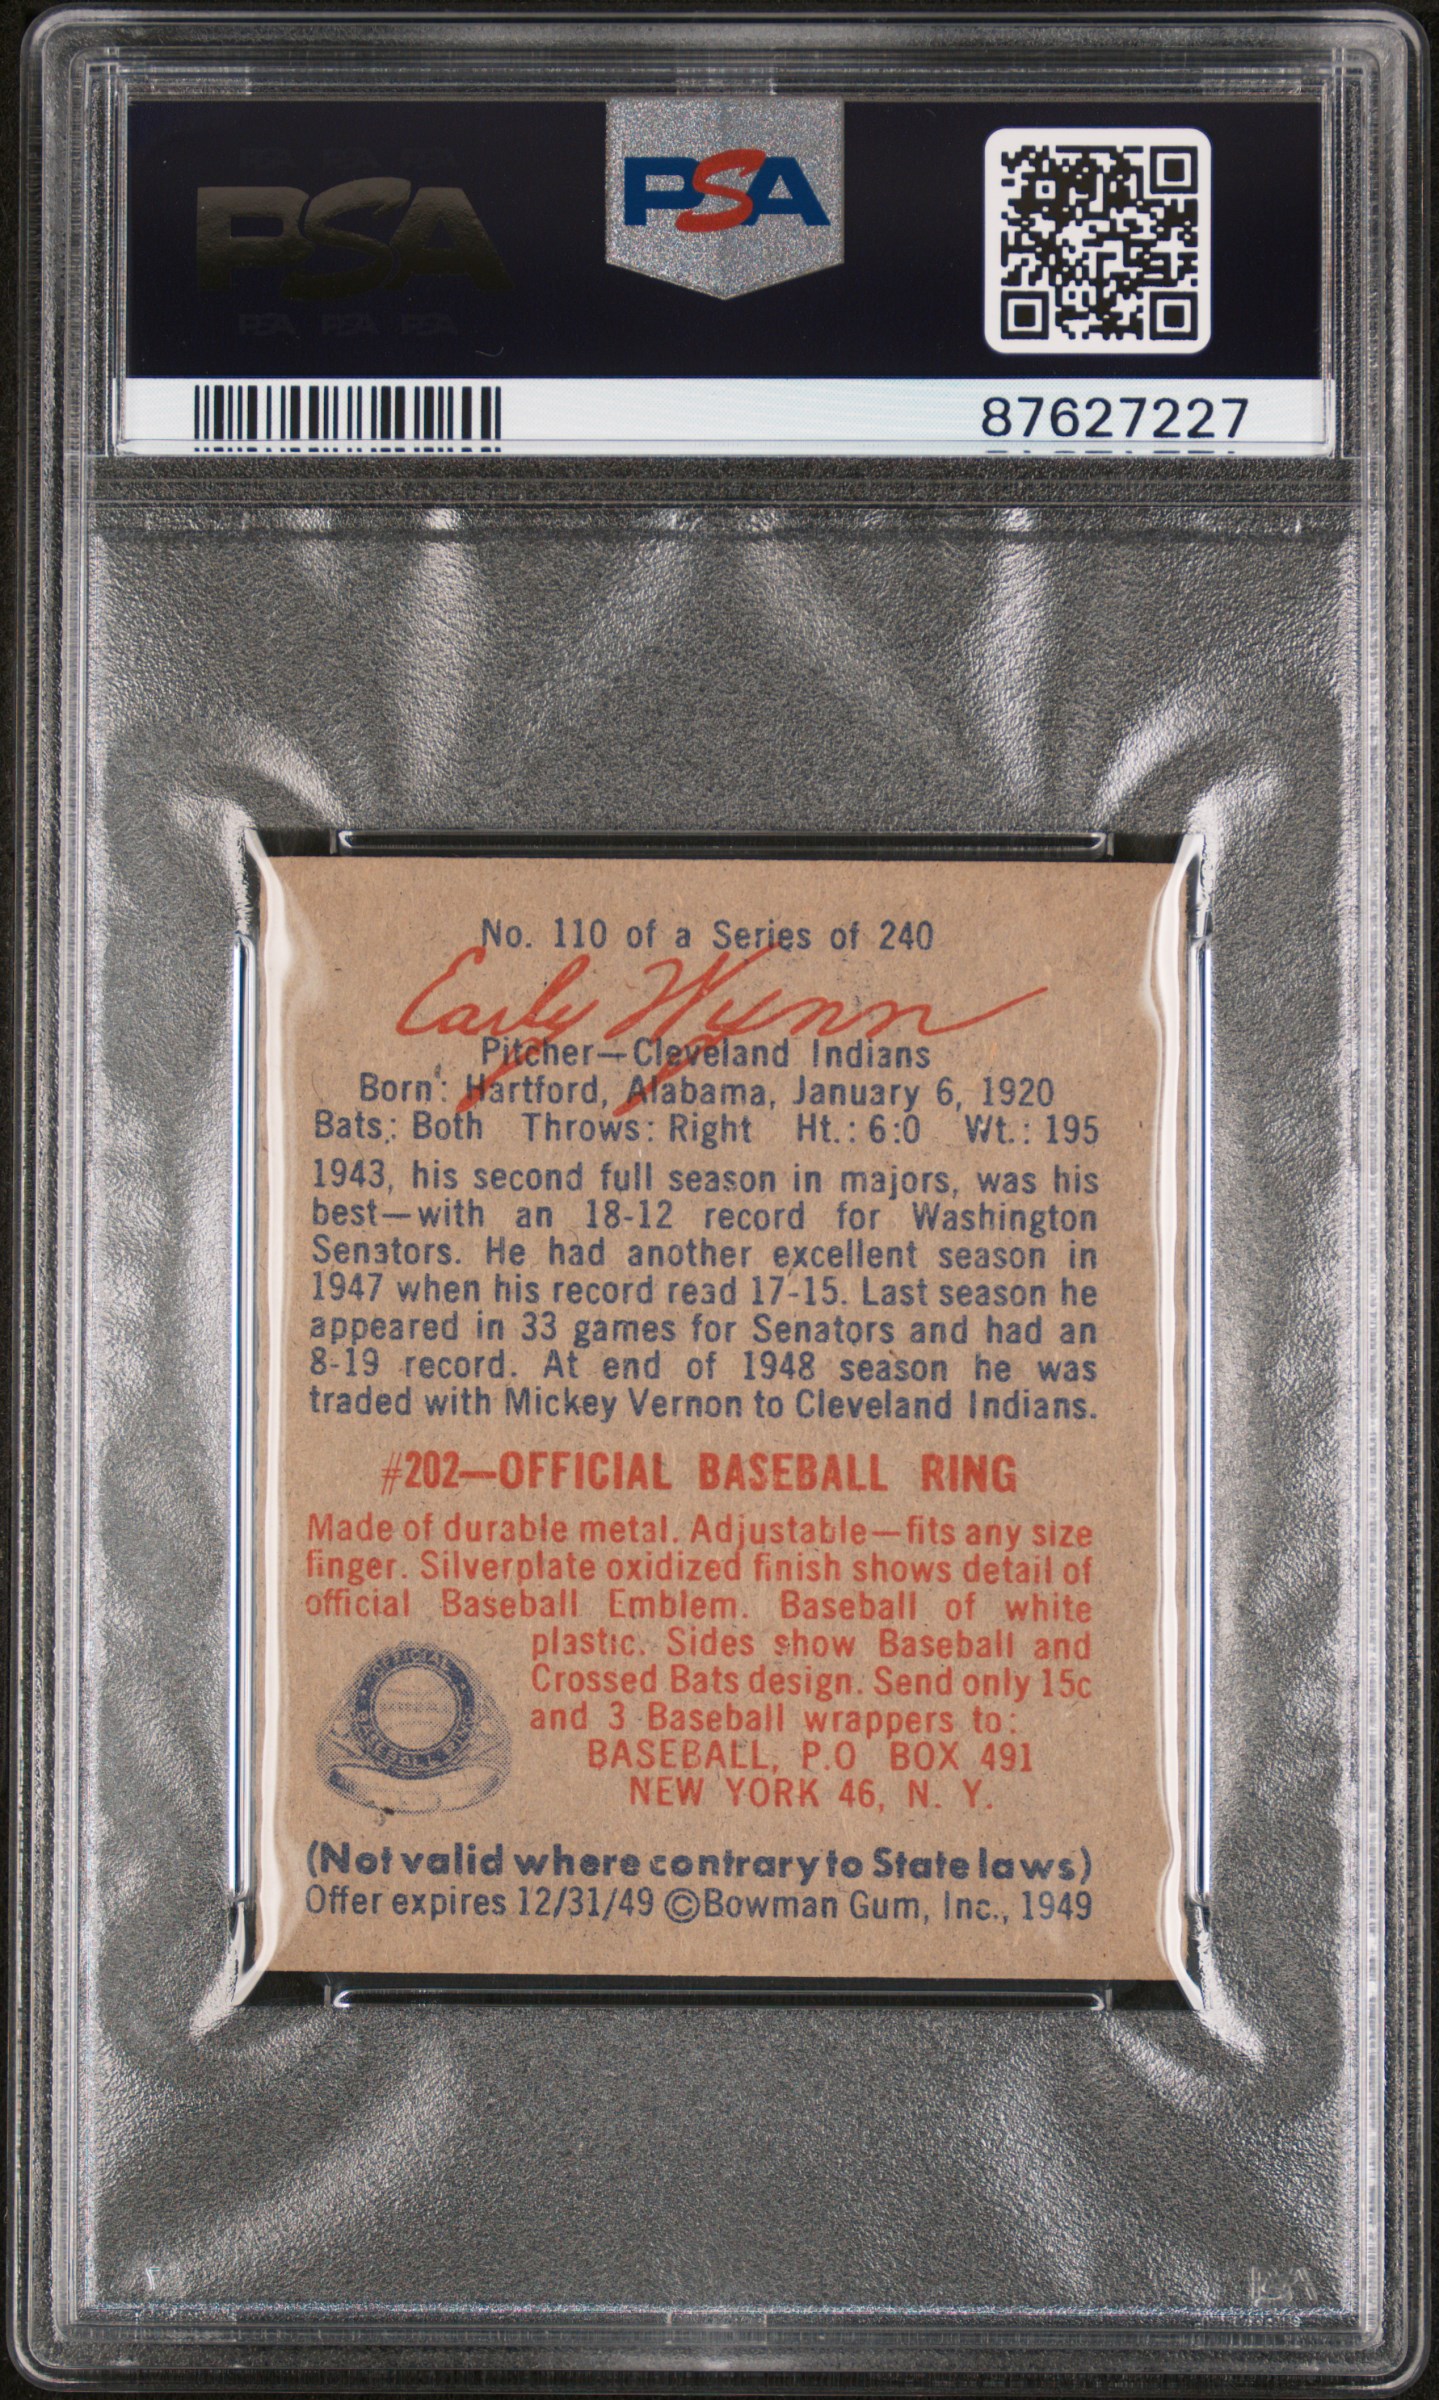 PSA PSA PSA
PSA
PSA PSA PSA
PSA
87627227
No. 110 of a Series of 240
Early Wynn
Pitcher—Cleveland Indians
Born: Hartford, Alabama, January 6, 1920
Bats: Both Throws: Right Ht.: 6:0 Wt.: 195
1943, his second full season in majors, was his
best—with an 18-12 record for Washington
Senators. He had another excellent season in
1947 when his record read 17-15. Last season he
appeared in 33 games for Senators and had an
8-19 record. At end of 1948 season he was
traded with Mickey Vernon to Cleveland Indians.
#202—OFFICIAL BASEBALL RING
Made of durable metal. Adjustable—fits any size
finger. Silverplate oxidized finish shows detail of
official Baseball Emblem. Baseball of white
plastic. Sides show Baseball and
Crossed Bats design. Send only 15c
and 3 Baseball wrappers to:
BASEBALL, P.O BOX 491
NEW YORK 46, N. Y.
OFFICIAL
BASEBALL RING
(Not valid where contrary to State laws)
Offer expires 12/31/49 ©Bowman Gum, Inc., 1949
PSA